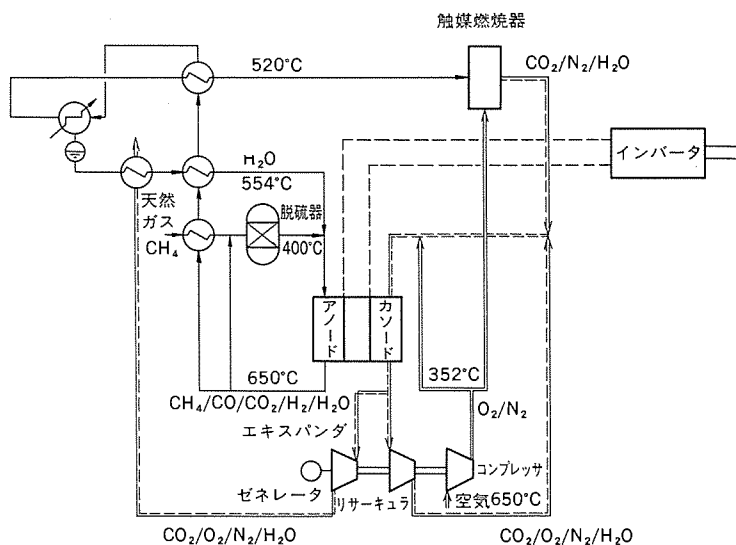 触媒燃焼器
520°C
CO₂/N₂/H₂O
インバータ
H₂O
554°C
天然
ガス
CH₄
脱硫器
400°C
アノード
カソード
650°C
CH₄/CO/CO₂/H₂/H₂O
352°C
O₂/N₂
エキスパンダ
ゼネレータ
リサーキュラ
コンプレッサ
空気650°C
CO₂/O₂/N₂/H₂O
CO₂/O₂/N₂/H₂O